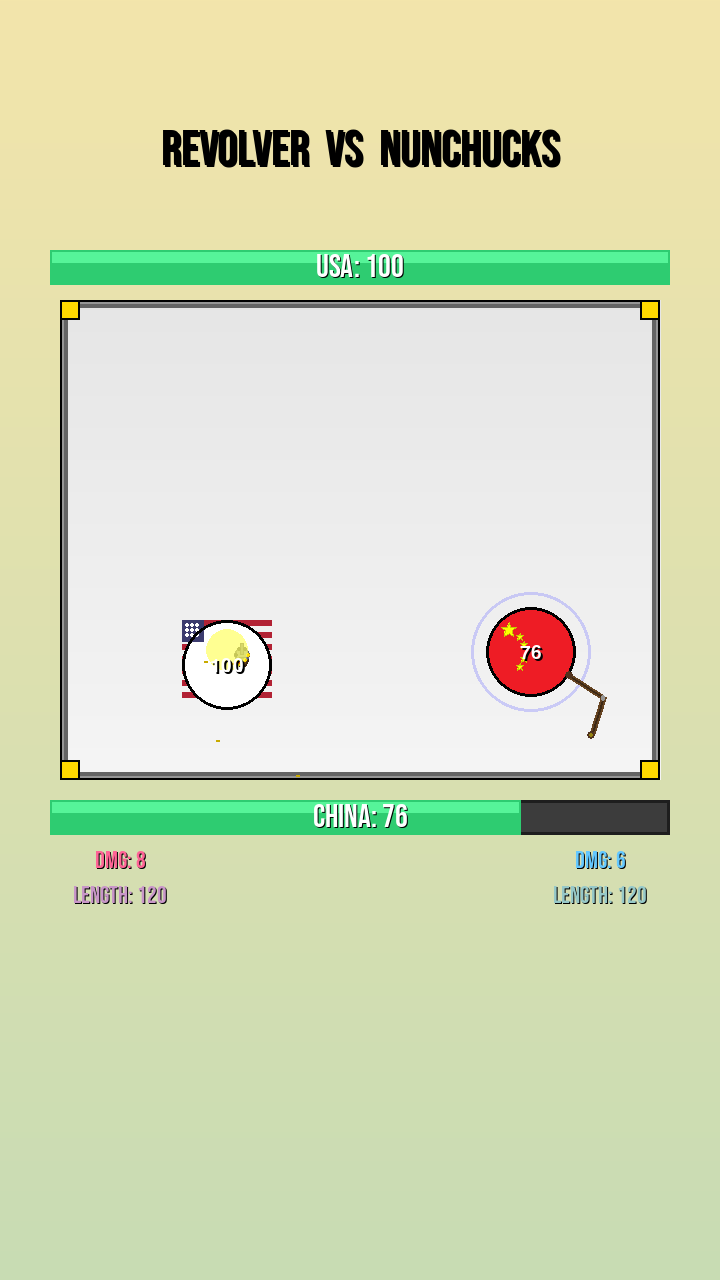 REVOLVER VS NUNCHUCKS
USA: 100
100
76
CHINA: 76
DMG: 8
DMG: 6
LENGTH: 120
LENGTH: 120